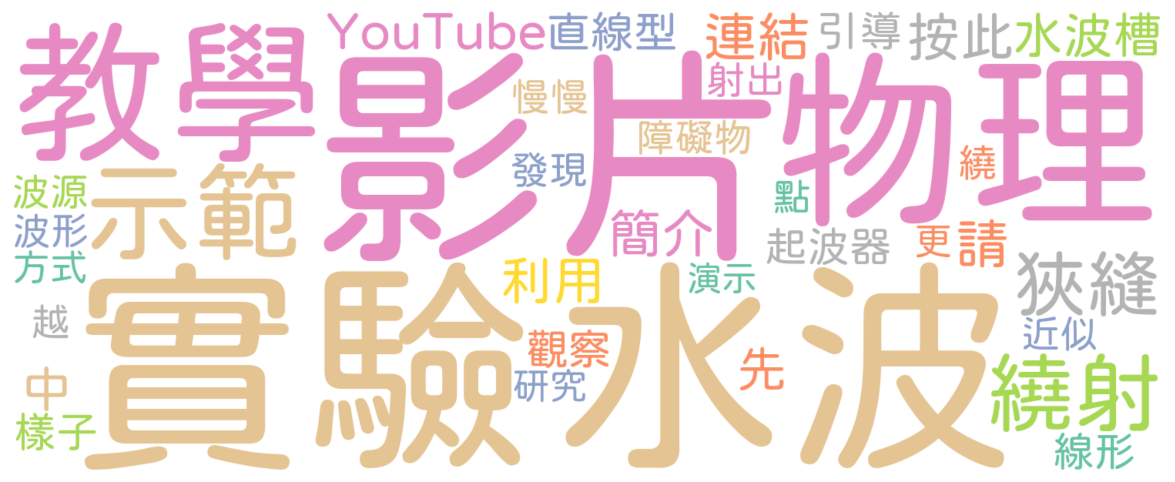 YouTube
直線型
連結
引導
按此
水波槽
教學
影片
物理
慢慢
射出
障礙物
發現
繞
點
波源
示範
波形
簡介
起波器
更
請
方式
利用
演示
狹縫
實驗
水波
越
觀察
先
近似
中
研究
繞射
樣子
線形